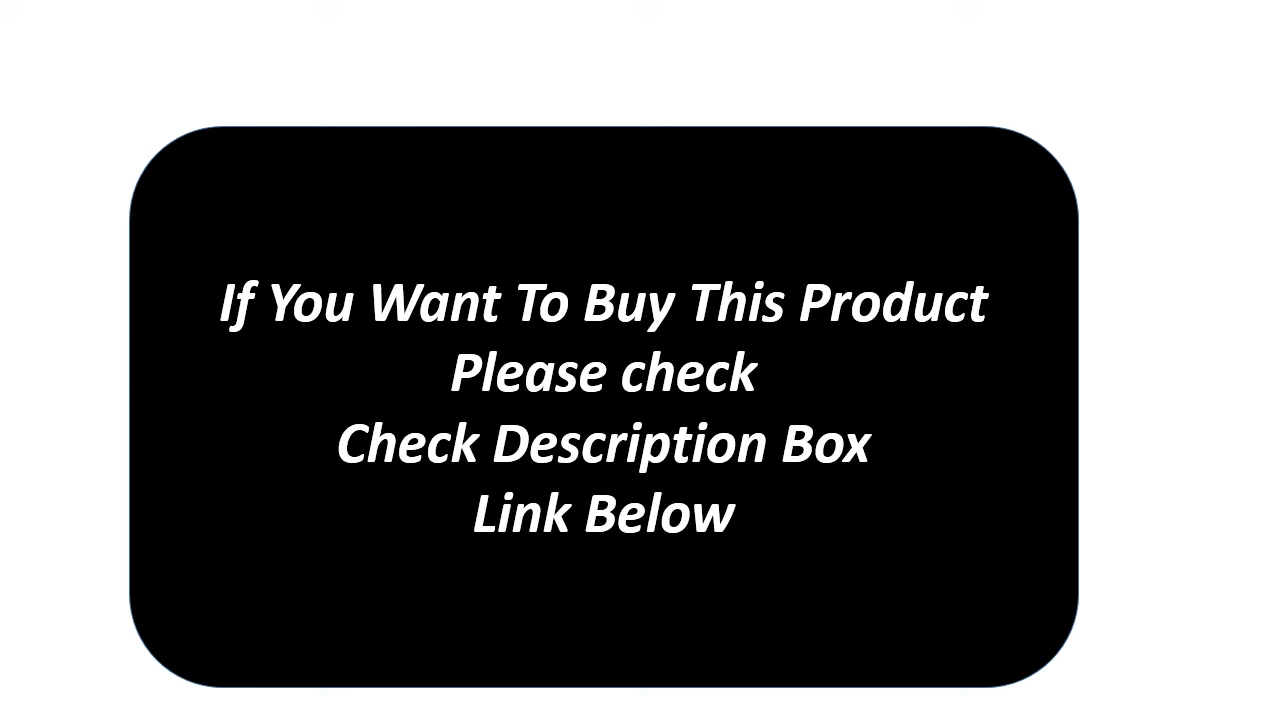 If You Want To Buy This Product
Please check
Check Description Box
Link Below